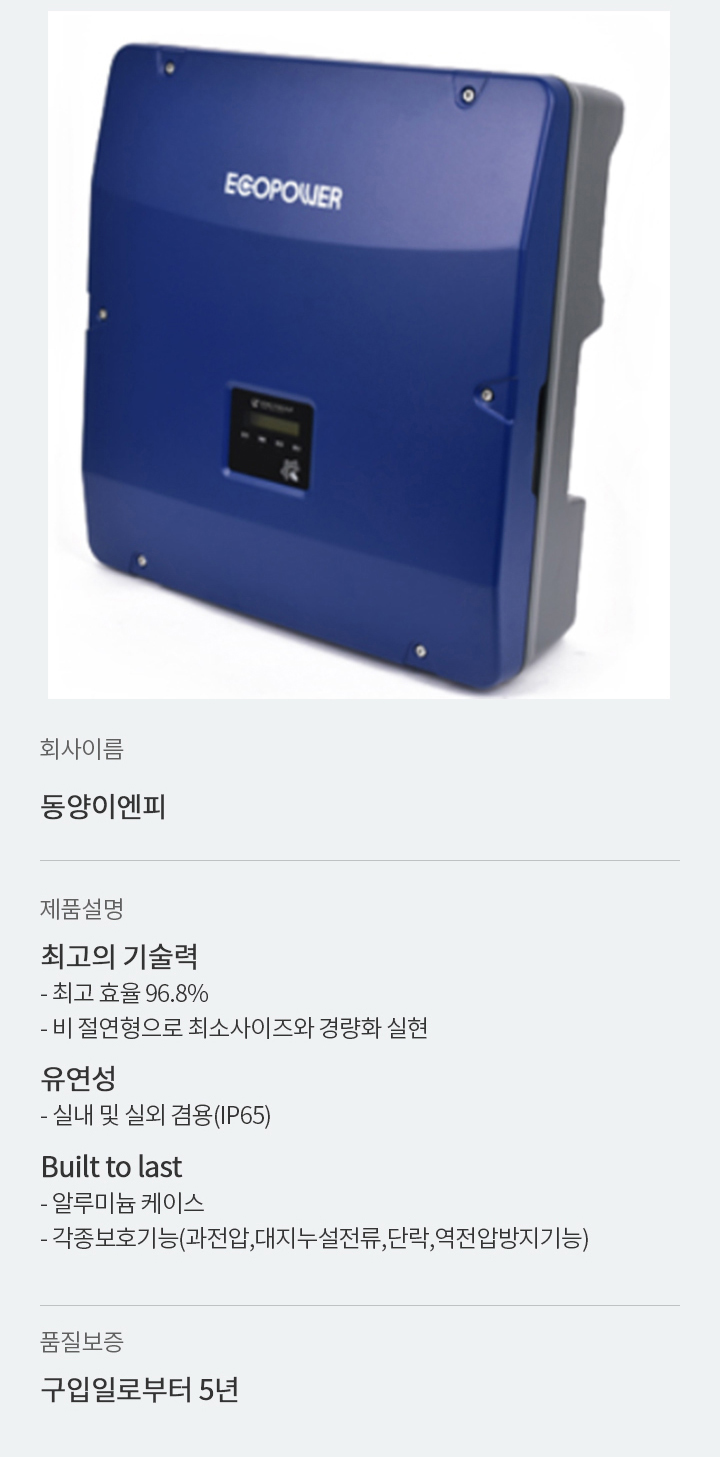 ECOPOWER
회사이름
동양이엔피
제품설명
최고의 기술력
- 최고 효율 96.8%
- 비 절연형으로 최소사이즈와 경량화 실현
유연성
- 실내 및 실외 겸용(IP65)
Built to last
- 알루미늄 케이스
- 각종보호기능(과전압,대지누설전류,단락,역전압방지기능)
품질보증
구입일로부터 5년